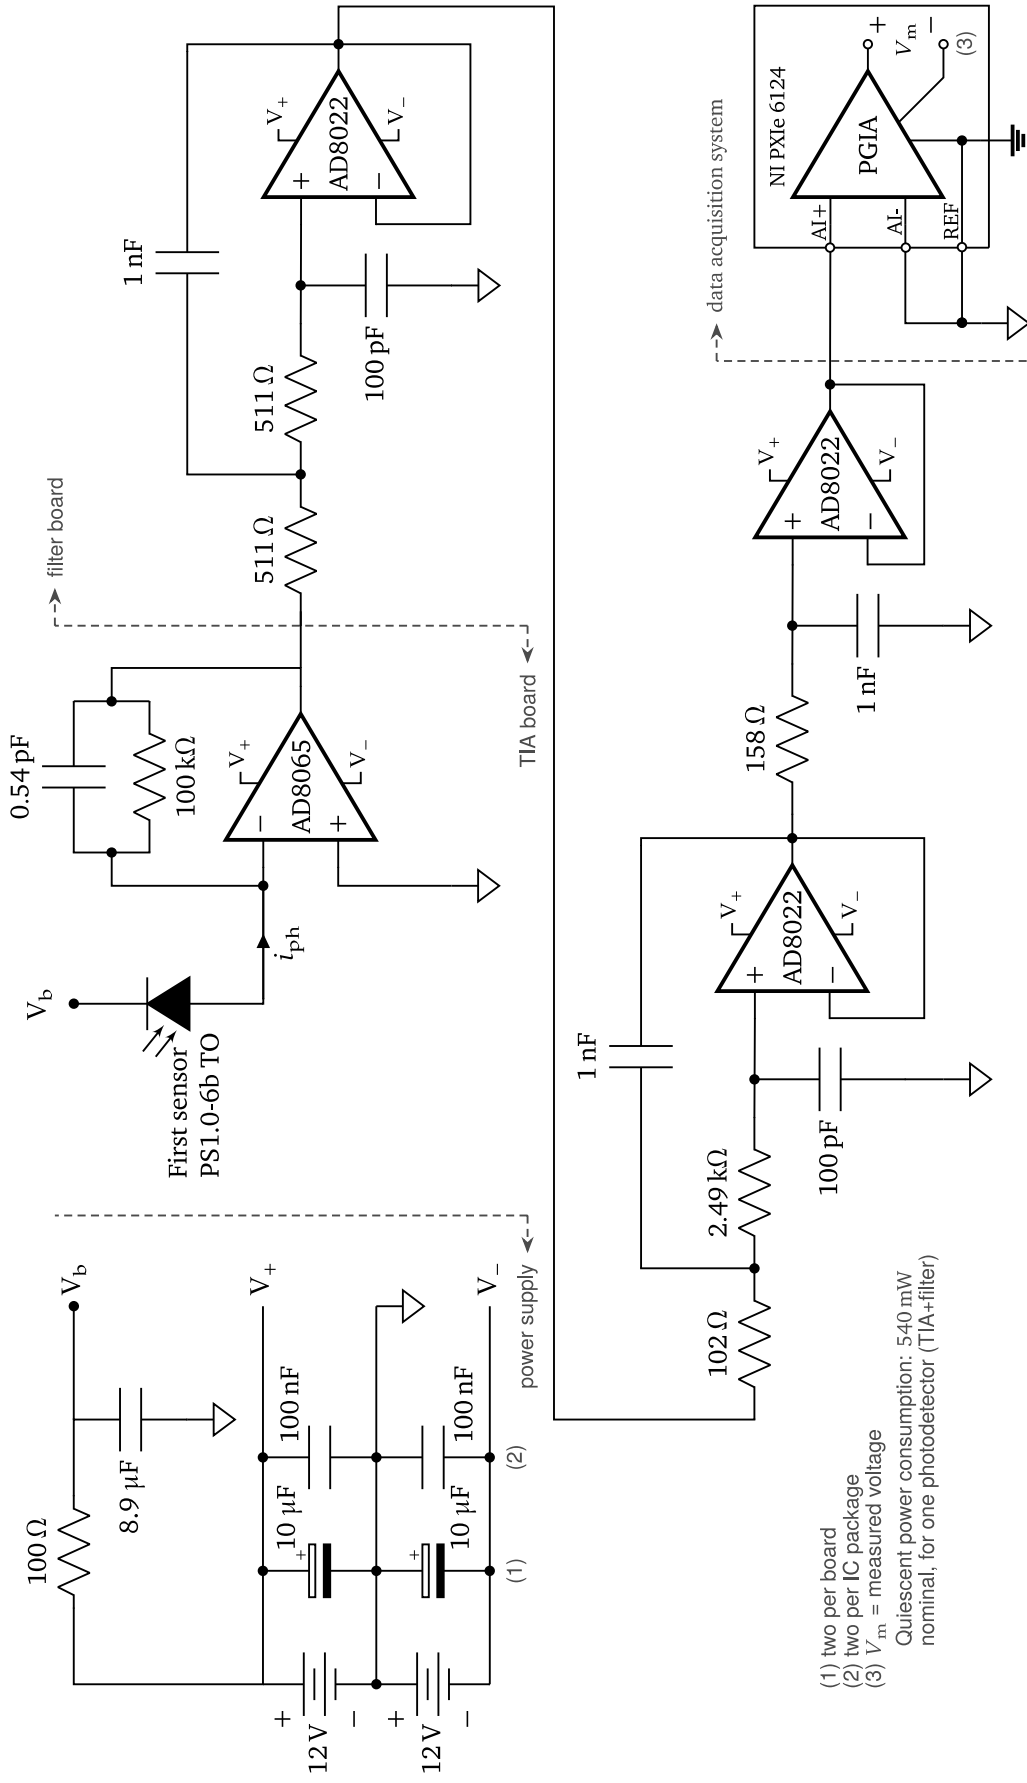 100 Ω
8.9 µF
V_b
V_+
V_−
+
12 V
−
+
12 V
−
+
10 µF
+
10 µF
(1)
100 nF
100 nF
(2)
power supply
V_b
First sensor
PS1.0-6b TO
i_ph
0.54 pF
100 kΩ
−
+
AD8065
V_+
V_−
TIA board
filter board
511 Ω
511 Ω
1 nF
100 pF
+
−
AD8022
V_+
V_−
102 Ω
2.49 kΩ
1 nF
100 pF
+
−
AD8022
V_+
V_−
158 Ω
1 nF
+
−
AD8022
V_+
V_−
data acquisition system
NI PXIe 6124
AI+
AI-
REF
PGIA
+
V_m
−
(3)
(1) two per board
(2) two per IC package
(3) V_m = measured voltage
Quiescent power consumption: 540 mW
nominal, for one photodetector (TIA+filter)